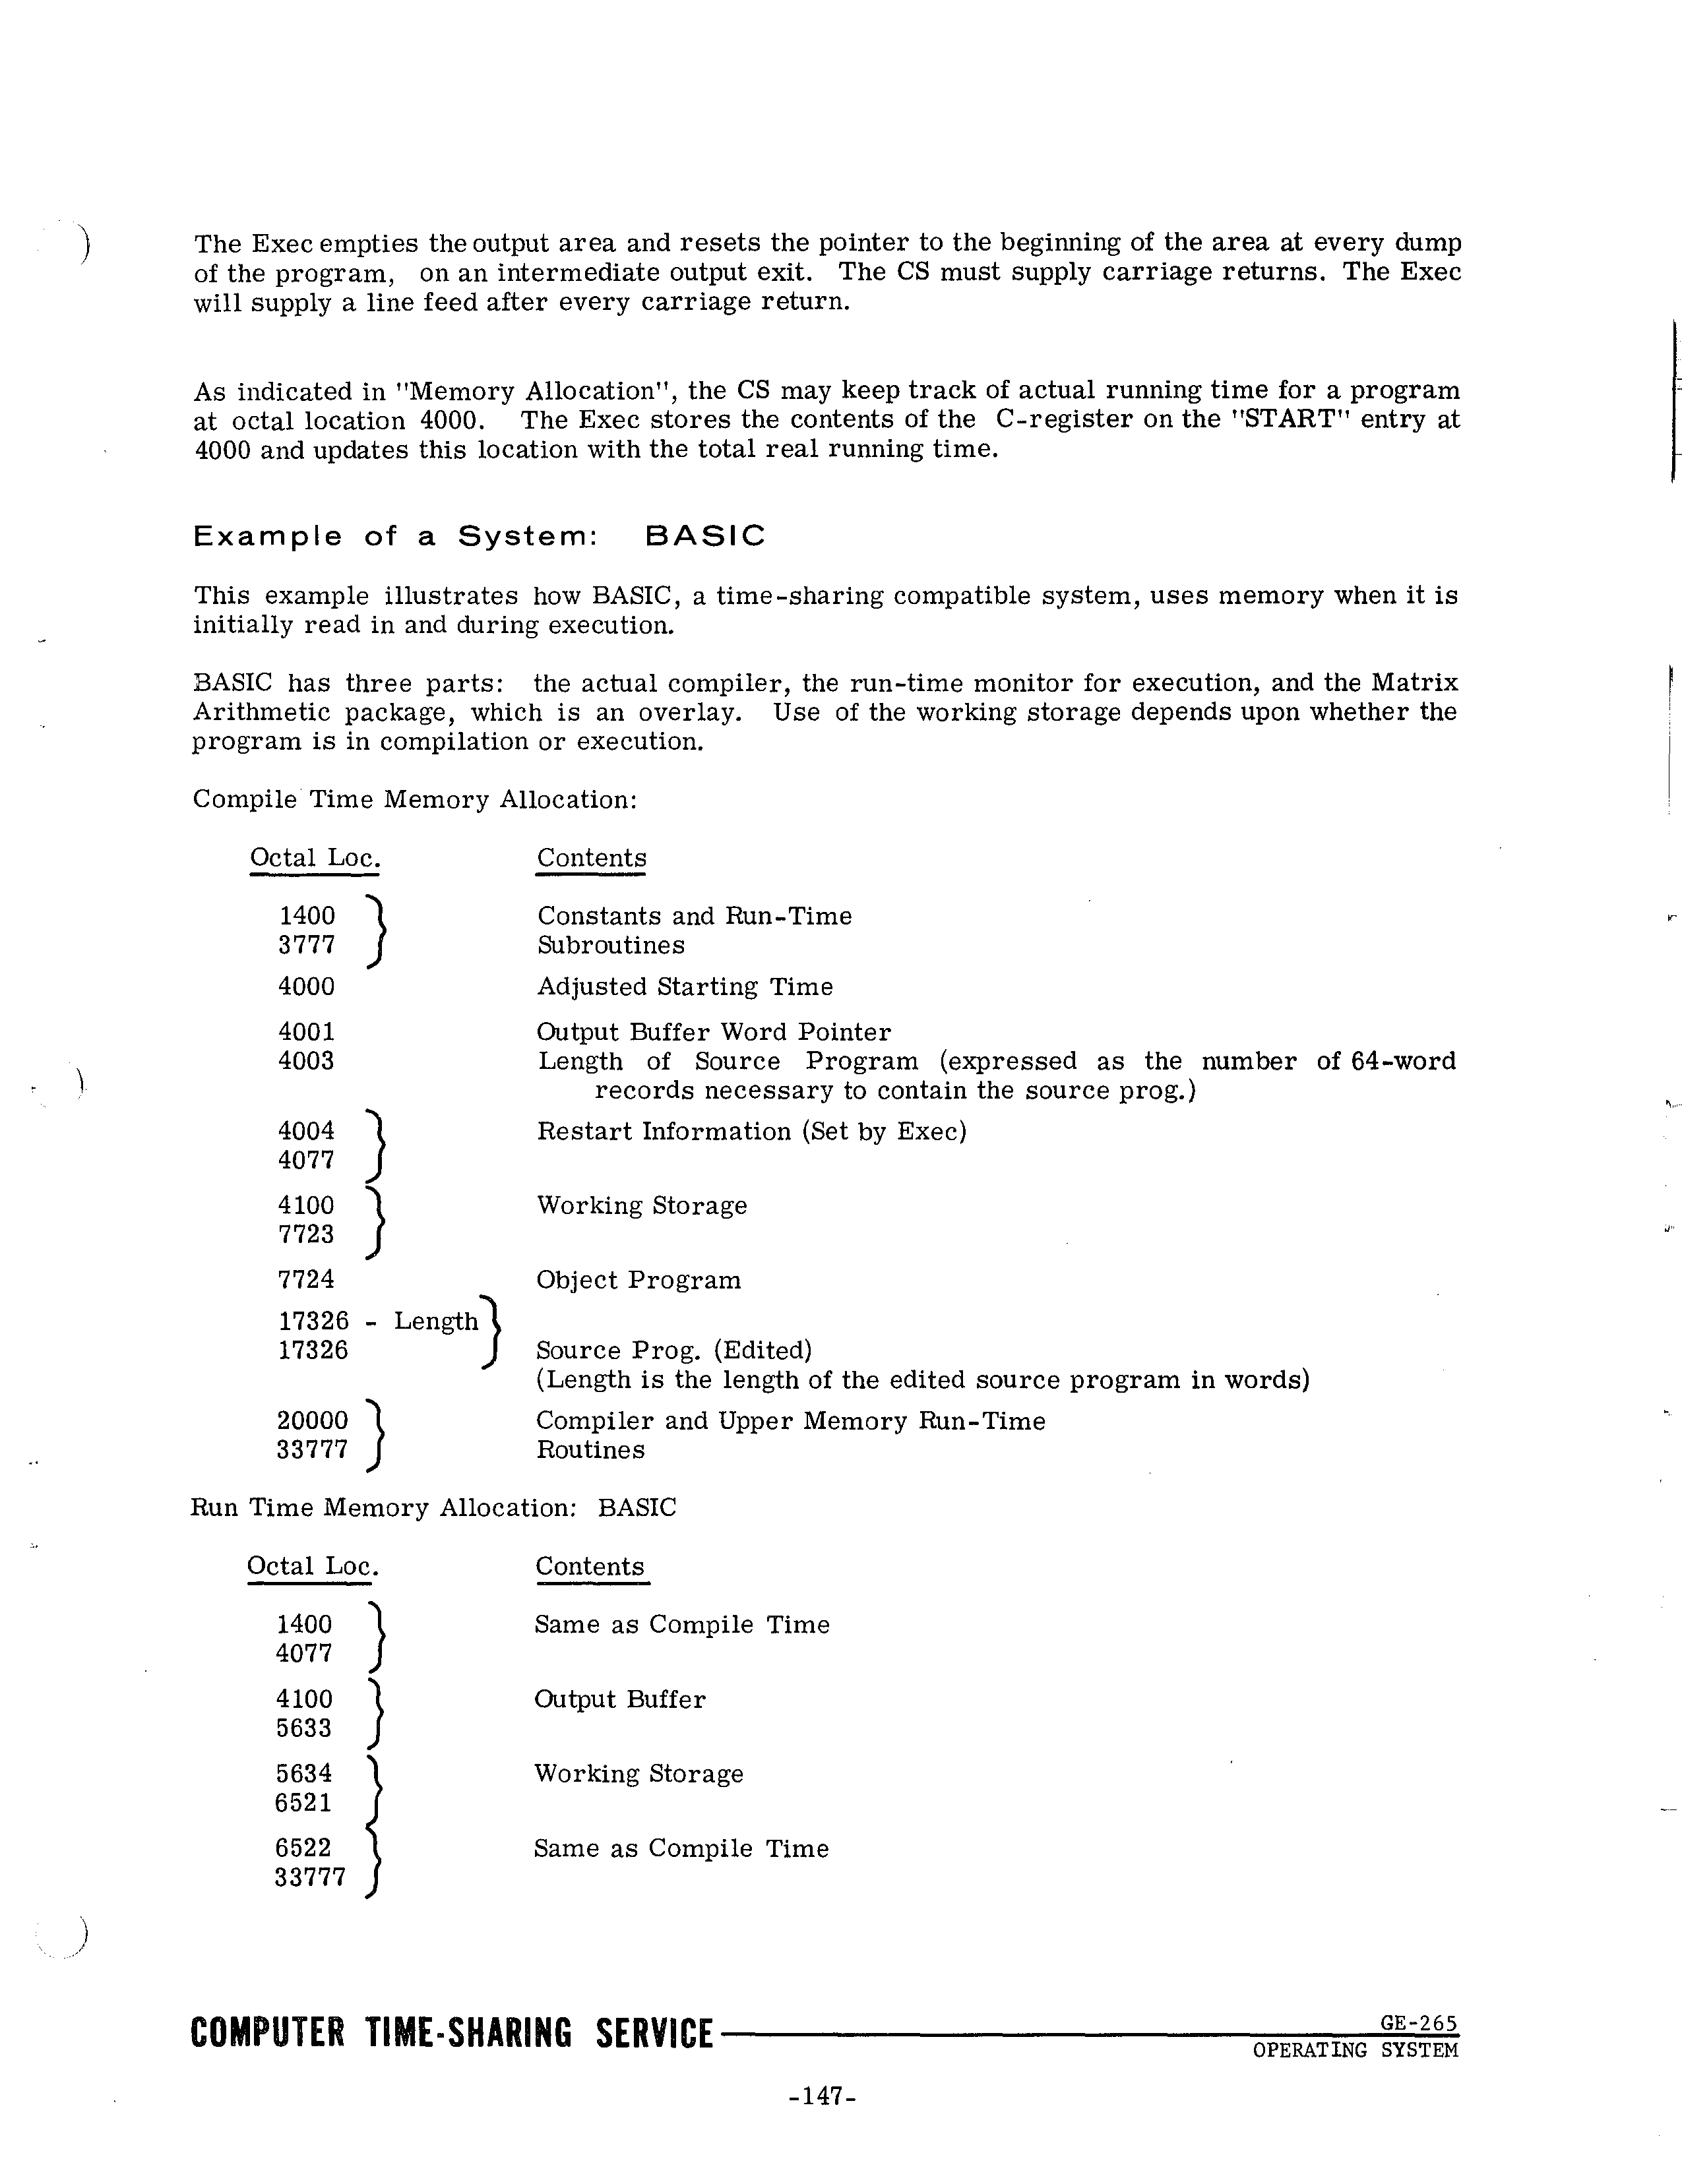 The Exec empties the output area and resets the pointer to the beginning of the area at every dump
of the program, on an intermediate output exit. The CS must supply carriage returns. The Exec
will supply a line feed after every carriage return.
As indicated in "Memory Allocation", the CS may keep track of actual running time for a program
at octal location 4000. The Exec stores the contents of the C-register on the "START" entry at
4000 and updates this location with the total real running time.
Example of a System: BASIC
This example illustrates how BASIC, a time-sharing compatible system, uses memory when it is
initially read in and during execution.
BASIC has three parts: the actual compiler, the run-time monitor for execution, and the Matrix
Arithmetic package, which is an overlay. Use of the working storage depends upon whether the
program is in compilation or execution.
Compile Time Memory Allocation:
Octal Loc. Contents
1400 Constants and Run-Time
3777 Subroutines
4000 Adjusted Starting Time
4001 Output Buffer Word Pointer
4003 Length of Source Program (expressed as the number of 64-word
records necessary to contain the source prog.)
4004 Restart Information (Set by Exec)
4077
4100 Working Storage
7723
7724 Object Program
17326 - Length
17326 Source Prog. (Edited)
(Length is the length of the edited source program in words)
20000 Compiler and Upper Memory Run-Time
33777 Routines
Run Time Memory Allocation: BASIC
Octal Loc. Contents
1400 Same as Compile Time
4077
4100 Output Buffer
5633
5634 Working Storage
6521
6522 Same as Compile Time
33777
COMPUTER TIME-SHARING SERVICE GE-265
OPERATING SYSTEM
-147-